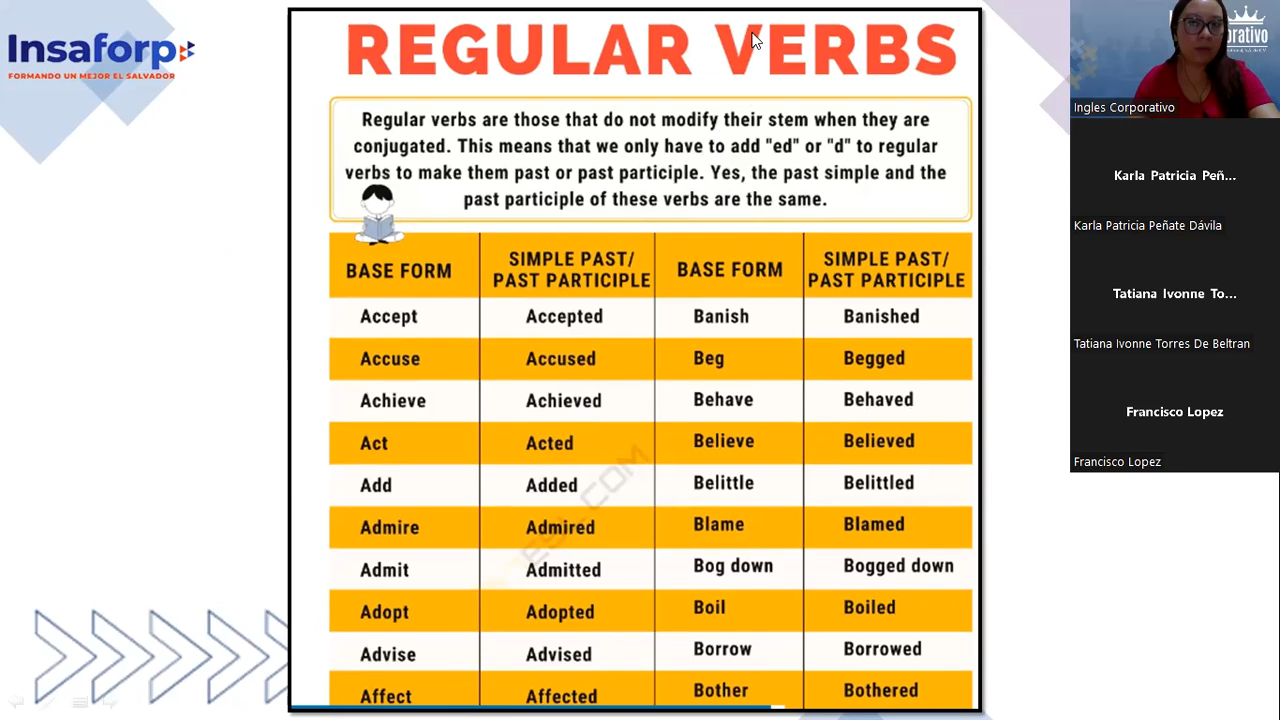 Insaforp
FORMANDO UN MEJOR EL SALVADOR
REGULAR VERBS
Regular verbs are those that do not modify their stem when they are
conjugated. This means that we only have to add "ed" or "d" to regular
verbs to make them past or past participle. Yes, the past simple and the
past participle of these verbs are the same.
BASE FORM SIMPLE PAST/ PAST PARTICIPLE BASE FORM SIMPLE PAST/ PAST PARTICIPLE
Accept Accepted Banish Banished
Accuse Accused Beg Begged
Achieve Achieved Behave Behaved
Act Acted Believe Believed
Add Added Belittle Belittled
Admire Admired Blame Blamed
Admit Admitted Bog down Bogged down
Adopt Adopted Boil Boiled
Advise Advised Borrow Borrowed
Affect Affected Bother Bothered
ESL.COM
Ingles Corporativo
Karla Patricia Peñ...
Karla Patricia Peñate Dávila
Tatiana Ivonne To...
Tatiana Ivonne Torres De Beltran
Francisco Lopez
Francisco Lopez